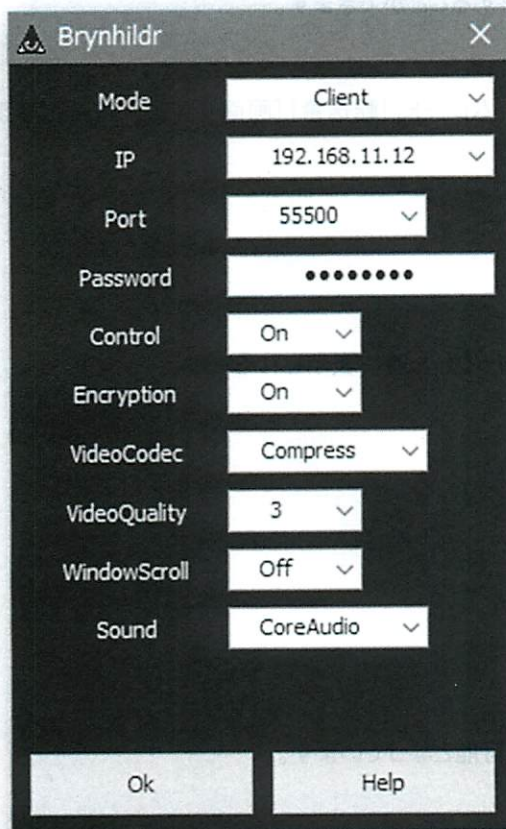 Brynhildr
Mode Client
IP 192.168.11.12
Port 55500
Password ••••••••
Control On
Encryption On
VideoCodec Compress
VideoQuality 3
WindowScroll Off
Sound CoreAudio
Ok Help